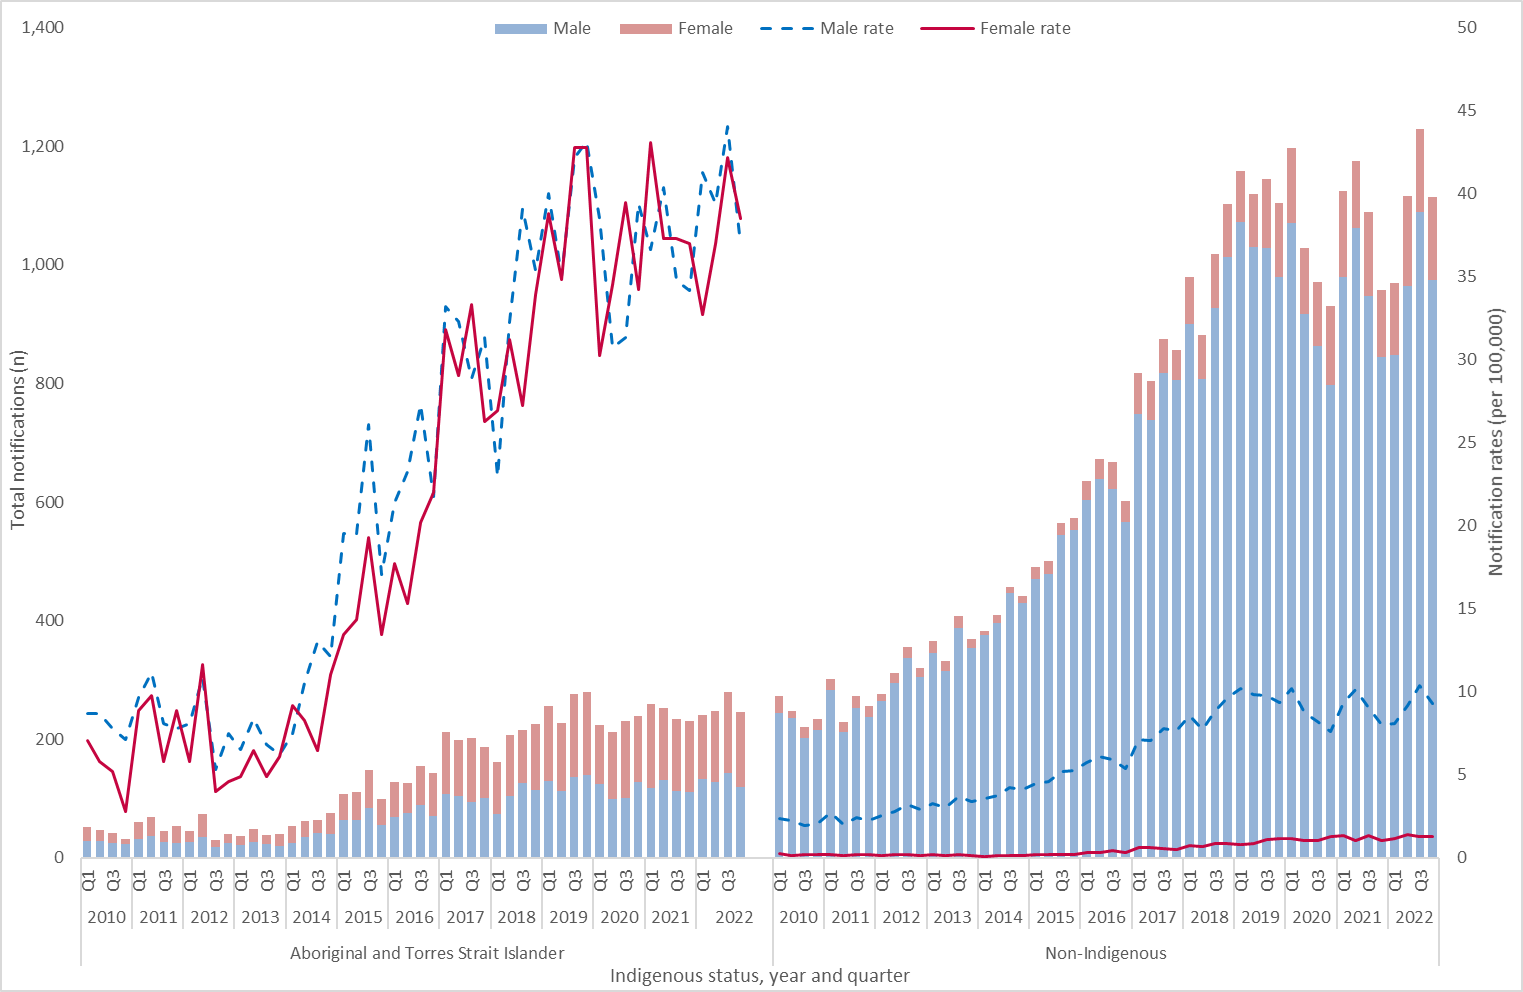 1,400
1,200
1,000
800
600
400
200
0
Total notifications (n)
Male Female Male rate Female rate
50
45
40
35
30
25
20
15
10
5
0
Notification rates (per 100,000)
Q1 Q3 Q1 Q3 Q1 Q3 Q1 Q3 Q1 Q3 Q1 Q3 Q1 Q3 Q1 Q3 Q1 Q3 Q1 Q3 Q1 Q3 Q1 Q3 Q1 Q3 Q1 Q3 Q1 Q3 Q1 Q3 Q1 Q3 Q1 Q3 Q1 Q3 Q1 Q3 Q1 Q3 Q1 Q3 Q1 Q3 Q1 Q3 Q1 Q3 Q1 Q3
2010 2011 2012 2013 2014 2015 2016 2017 2018 2019 2020 2021 2022 2010 2011 2012 2013 2014 2015 2016 2017 2018 2019 2020 2021 2022
Aboriginal and Torres Strait Islander Non-Indigenous
Indigenous status, year and quarter